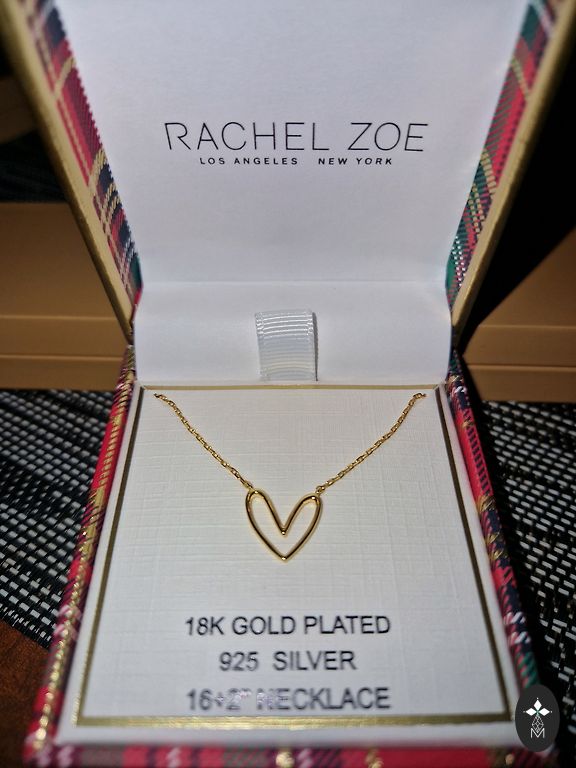 RACHEL ZOE
LOS ANGELES NEW YORK
18K GOLD PLATED
925 SILVER
16+2" NECKLACE
M